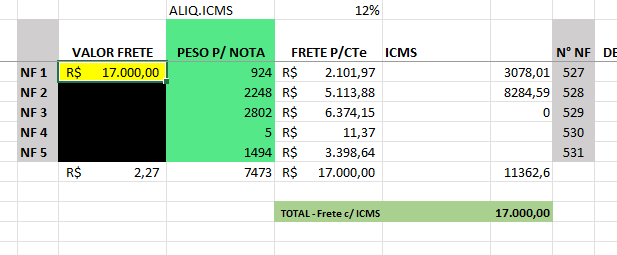 ALIQ.ICMS 12%
VALOR FRETE PESO P/ NOTA FRETE P/CTe ICMS N° NF DE
NF 1 R$ 17.000,00 924 R$ 2.101,97 3078,01 527
NF 2 2248 R$ 5.113,88 8284,59 528
NF 3 2802 R$ 6.374,15 0 529
NF 4 5 R$ 11,37 530
NF 5 1494 R$ 3.398,64 531
R$ 2,27 7473 R$ 17.000,00 11362,6
TOTAL - Frete c/ ICMS 17.000,00